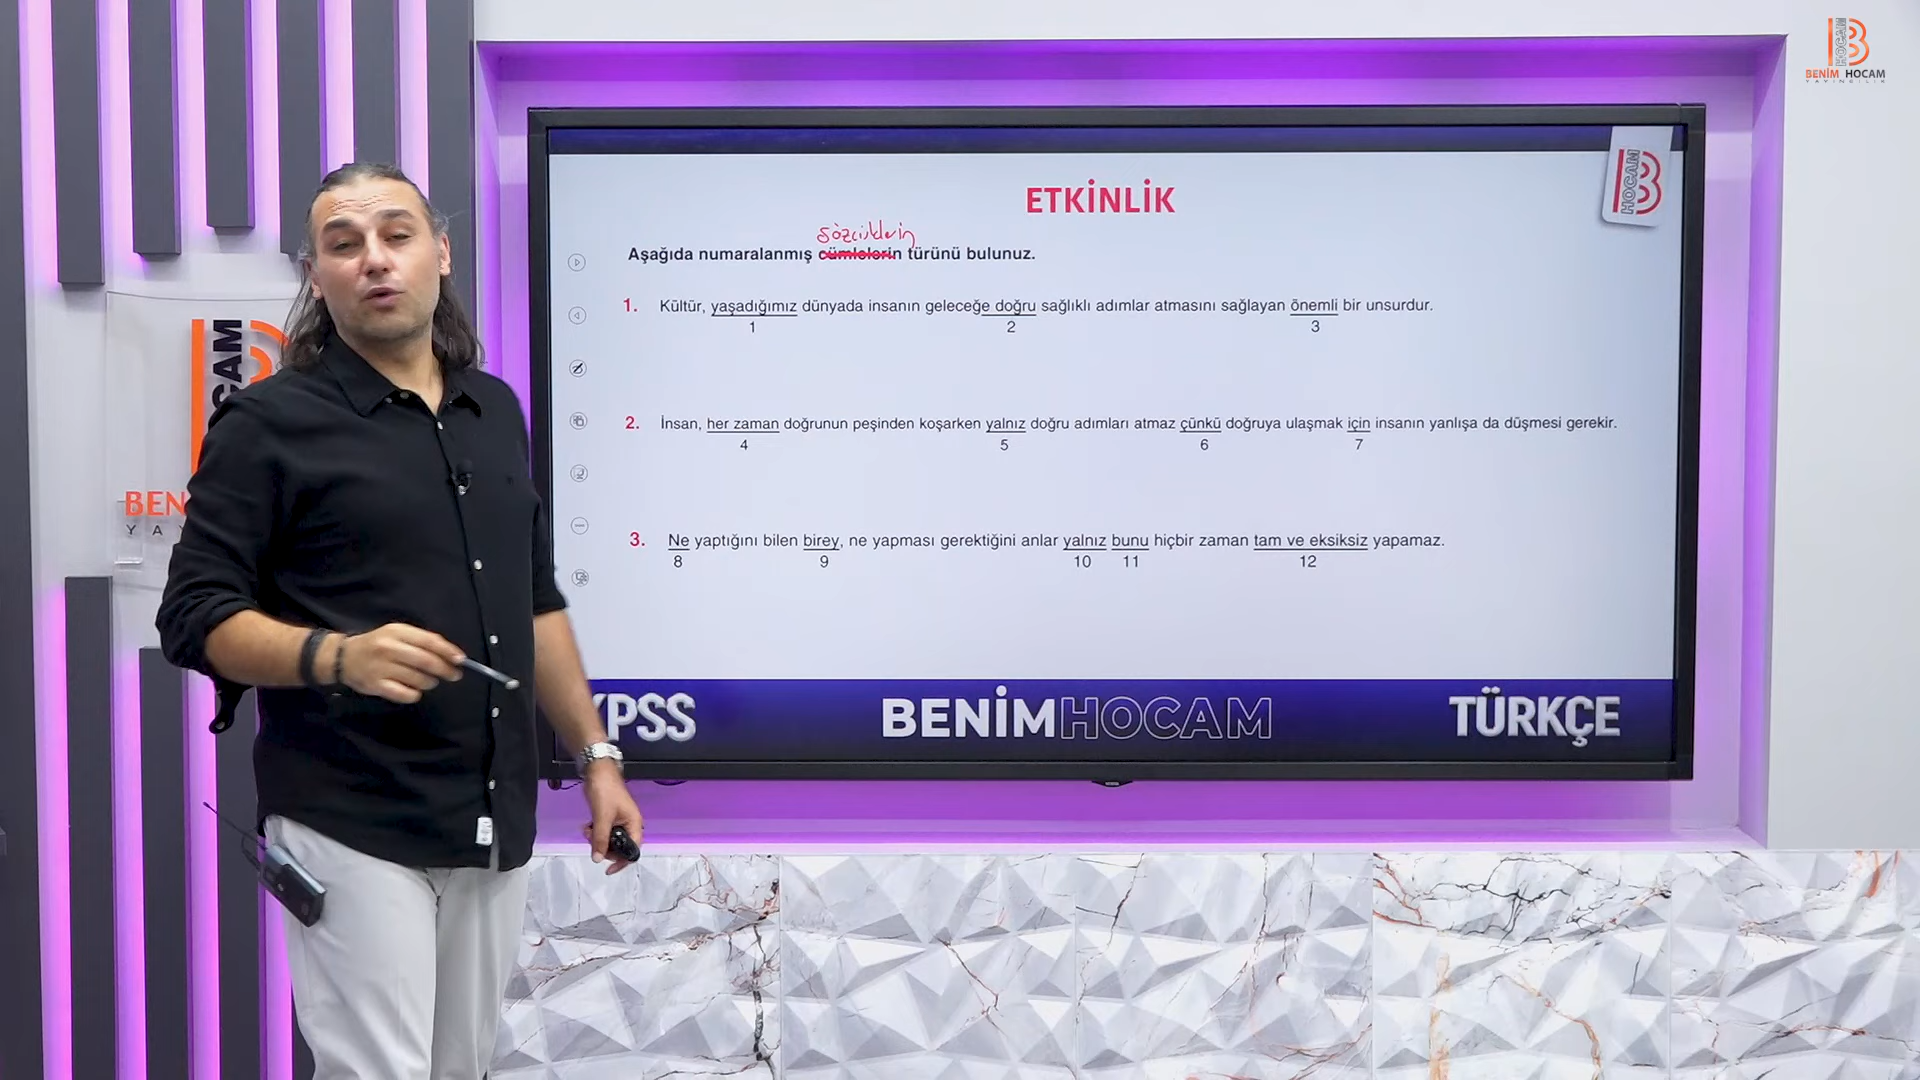 BENİM HOCAM
YAYINCILIK
HOCAM
ETKİNLİK
sözcüklerin
Aşağıda numaralanmış cümlelerin türünü bulunuz.
1. Kültür, yaşadığımız dünyada insanın geleceğe doğru sağlıklı adımlar atmasını sağlayan önemli bir unsurdur.
1 2 3
2. İnsan, her zaman doğrunun peşinden koşarken yalnız doğru adımları atmaz çünkü doğruya ulaşmak için insanın yanlışa da düşmesi gerekir.
4 5 6 7
3. Ne yaptığını bilen birey, ne yapması gerektiğini anlar yalnız bunu hiçbir zaman tam ve eksiksiz yapamaz.
8 9 10 11 12
KPSS BENİMHOCAM TÜRKÇE
CAM
BEN
YA